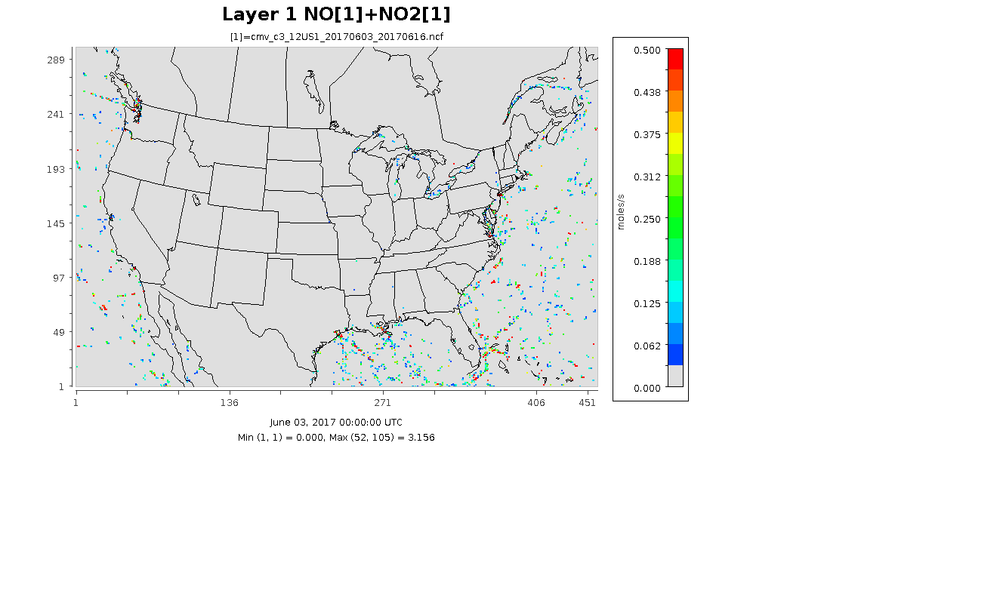 Layer 1 NO[1]+NO2[1]
[1]=cmv_c3_12US1_20170603_20170616.ncf
289
241
193
145
97
49
1
1 136 271 406 451
June 03, 2017 00:00:00 UTC
Min (1, 1) = 0.000, Max (52, 105) = 3.156
0.500
0.438
0.375
0.312
0.250
0.188
0.125
0.062
0.000
moles/s